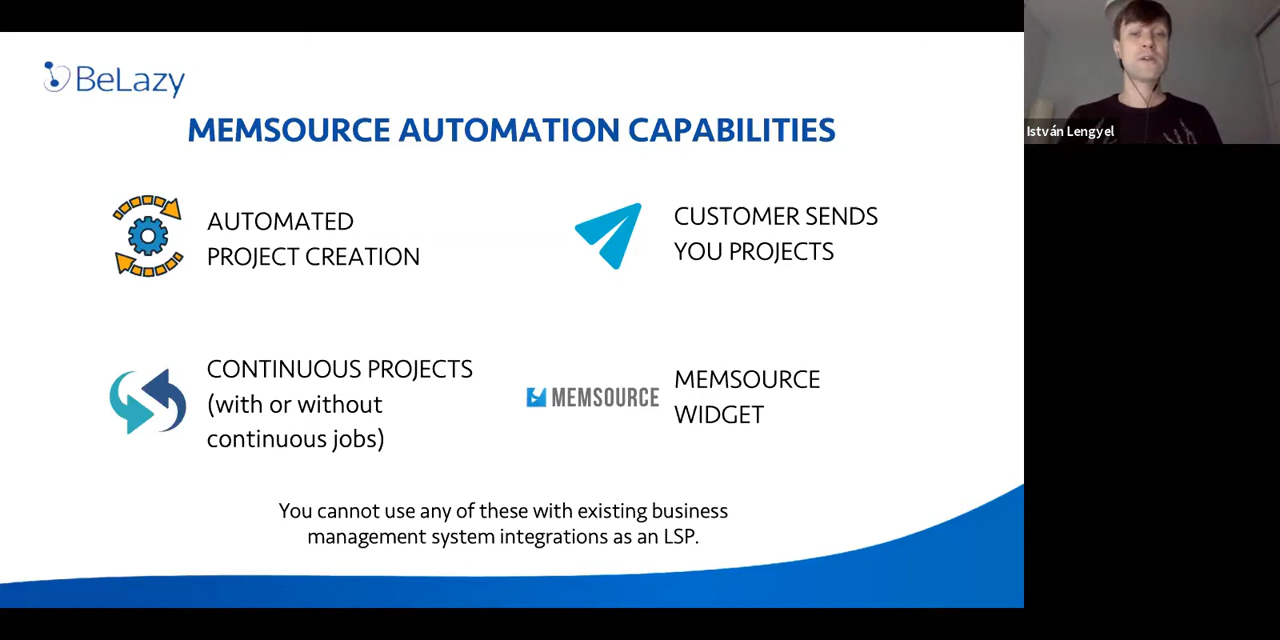 BeLazy
MEMSOURCE AUTOMATION CAPABILITIES
AUTOMATED
PROJECT CREATION
CUSTOMER SENDS
YOU PROJECTS
CONTINUOUS PROJECTS
(with or without
continuous jobs)
MEMSOURCE
MEMSOURCE
WIDGET
You cannot use any of these with existing business
management system integrations as an LSP.
István Lengyel